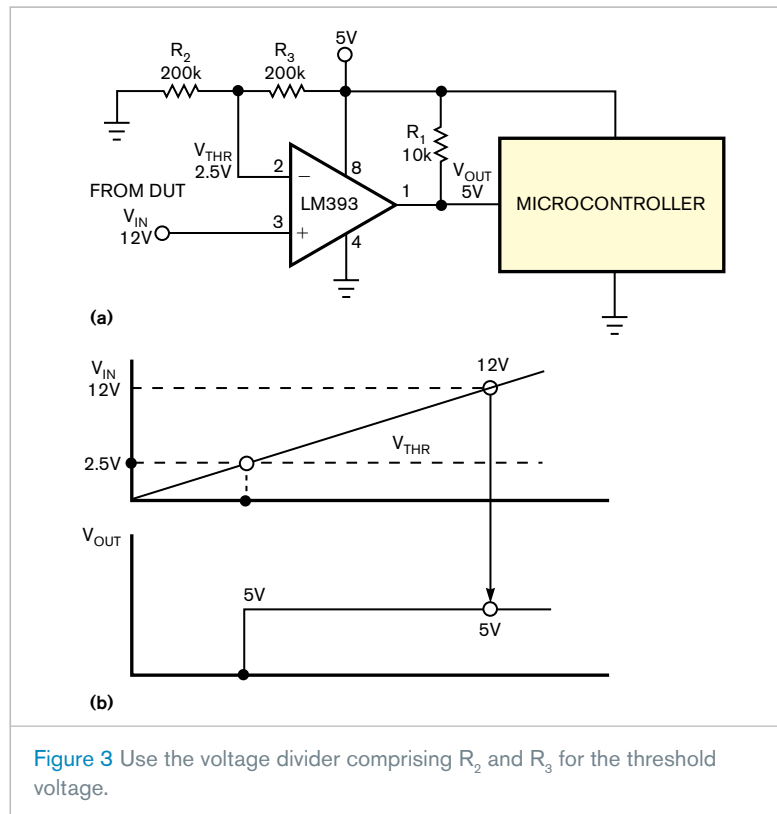 5V
R2 R3
200k 200k
R1
10k
VTHR
2.5V
2 −
8
VOUT
5V
FROM DUT
LM393
1
MICROCONTROLLER
VIN
12V
3 +
4
(a)
VIN
12V
12V
VTHR
2.5V
VOUT
5V
5V
(b)
Figure 3 Use the voltage divider comprising R2 and R3 for the threshold
voltage.